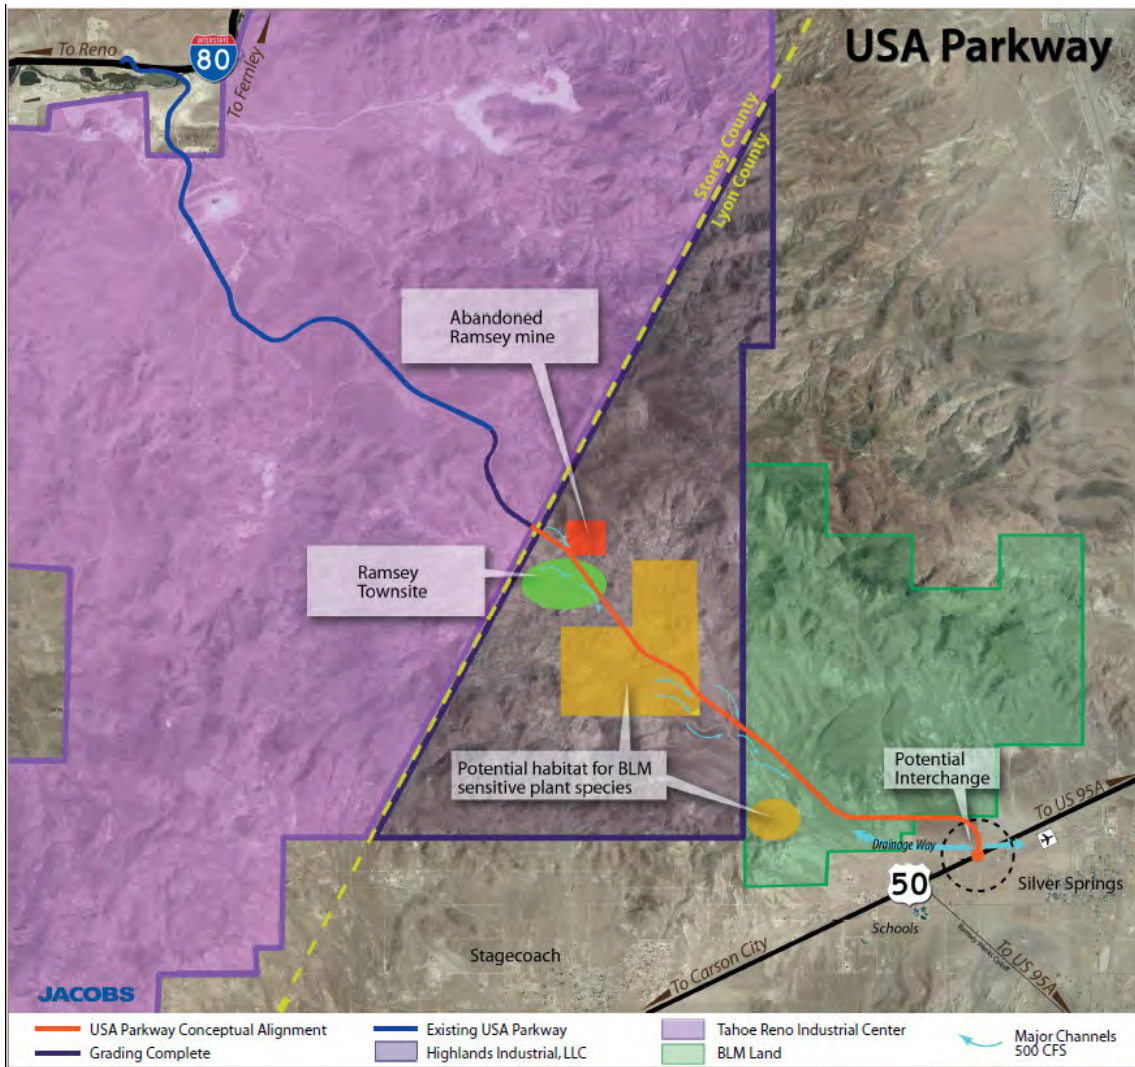 USA Parkway
To Reno
INTERSTATE
80
To Fernley
Storey County
Lyon County
Abandoned
Ramsey mine
Ramsey
Townsite
Potential habitat for BLM
sensitive plant species
Potential
Interchange
To US 95A
Drainage Way
50
Silver Springs
Schools
Stagecoach
To Carson City
To US 95A
Ramsey Weeks Cutoff
JACOBS
USA Parkway Conceptual Alignment
Existing USA Parkway
Tahoe Reno Industrial Center
Major Channels
500 CFS
Grading Complete
Highlands Industrial, LLC
BLM Land